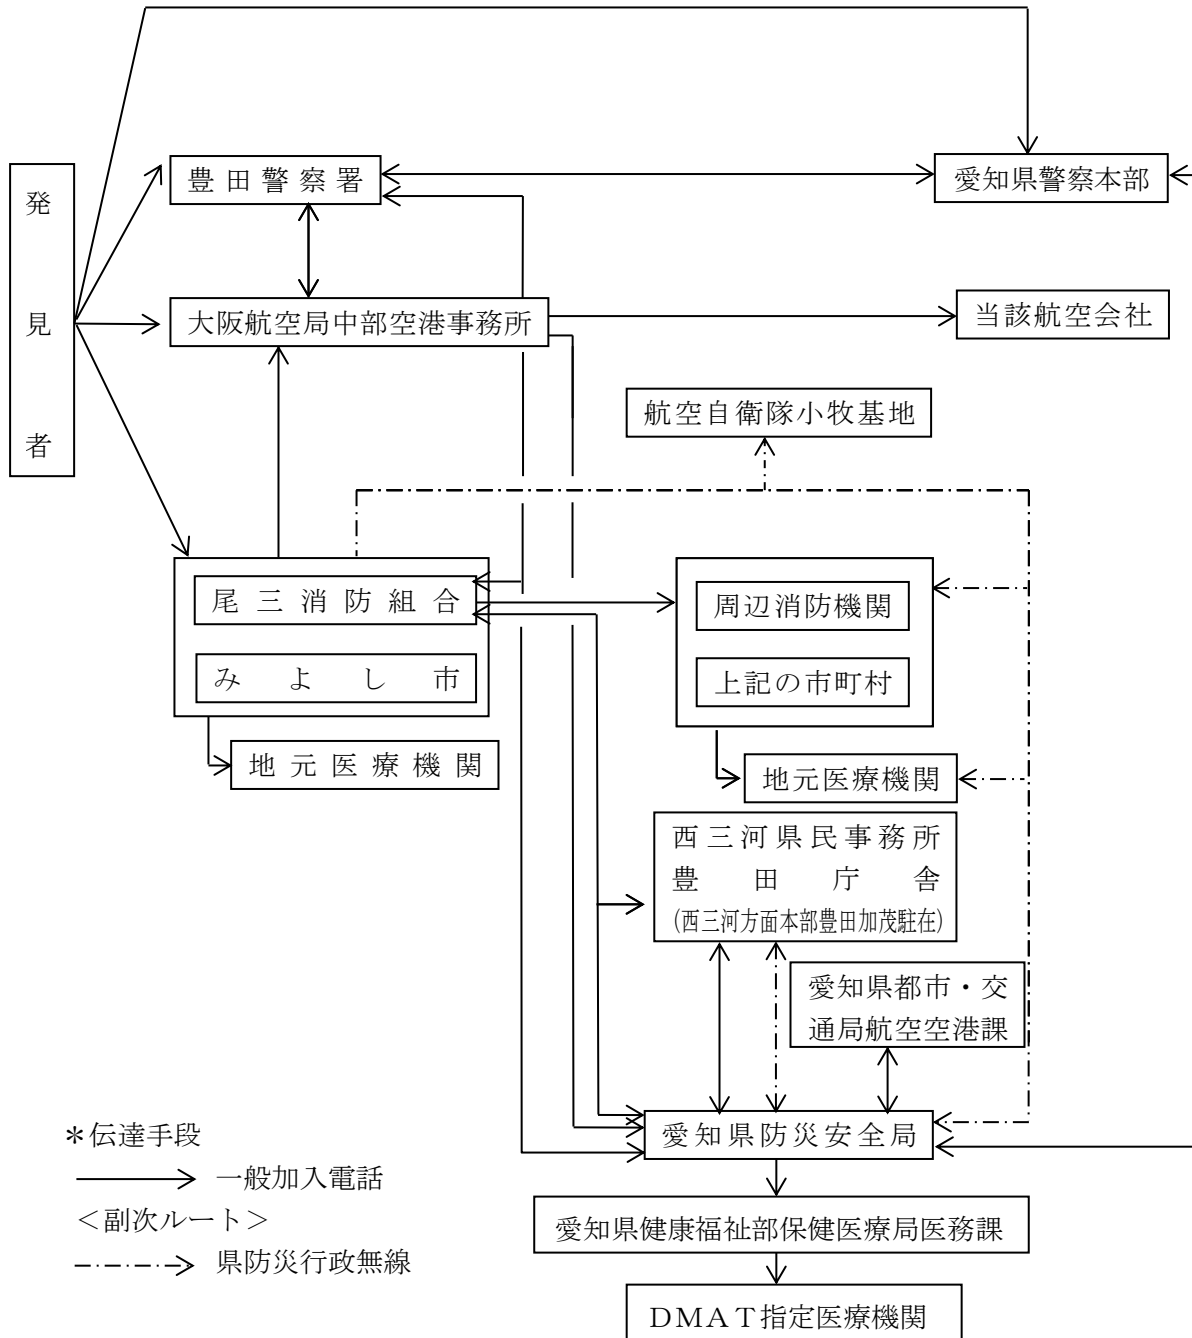 発見者
豊田警察署
愛知県警察本部
大阪航空局中部空港事務所
当該航空会社
航空自衛隊小牧基地
尾三消防組合
みよし市
地元医療機関
周辺消防機関
上記の市町村
地元医療機関
西三河県民事務所
豊田庁舎
(西三河方面本部豊田加茂駐在)
愛知県都市・交
通局航空空港課
愛知県防災安全局
愛知県健康福祉部保健医療局医務課
DMAT指定医療機関
＊伝達手段
一般加入電話
＜副次ルート＞
県防災行政無線